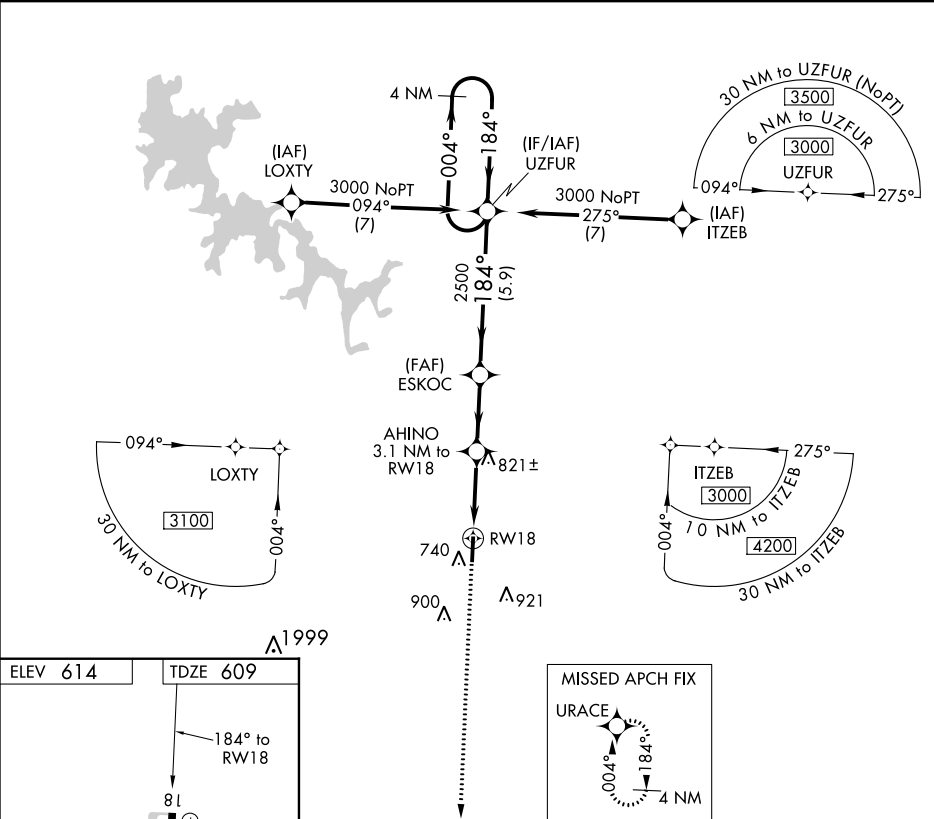 4 NM
004°
184°
(IF/IAF)
UZFUR
(IAF)
LOXTY
3000 NoPT
094°
(7)
3000 NoPT
275°
(7)
(IAF)
ITZEB
30 NM to UZFUR (NoPT)
3500
6 NM to UZFUR
3000
UZFUR
094°
275°
2500
184°
(5.9)
(FAF)
ESKOC
AHINO
3.1 NM to
RW18
821±
RW18
740
900
921
094°
LOXTY
3100
004°
30 NM to LOXTY
275°
ITZEB
3000
10 NM to ITZEB
004°
4200
30 NM to ITZEB
1999
ELEV 614
TDZE 609
184° to
RW18
18
MISSED APCH FIX
URACE
004°
184°
4 NM